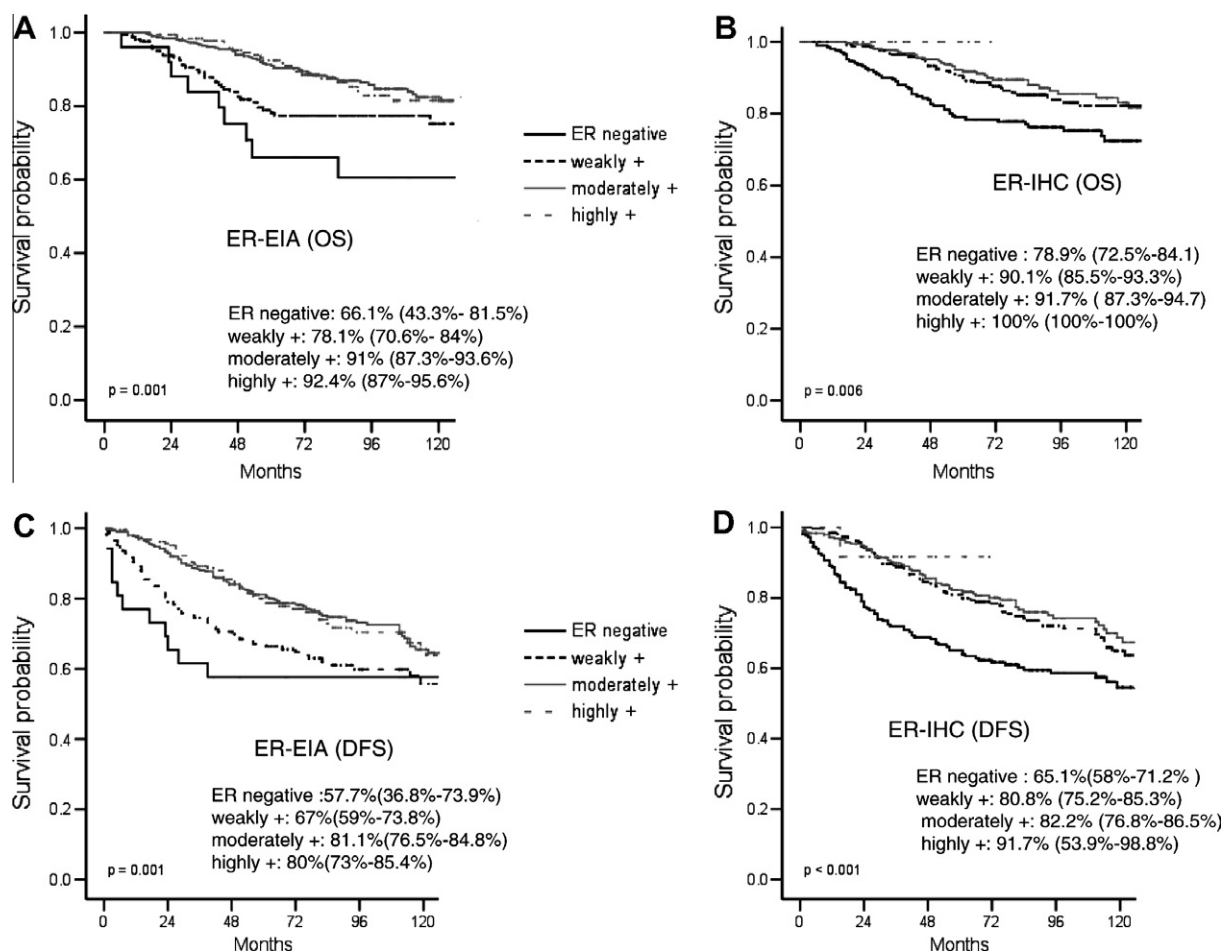 A
Survival probability
1.0
0.8
0.6
0.4
0.2
0.0
ER-EIA (OS)
ER negative: 66.1% (43.3%- 81.5%)
weakly +: 78.1% (70.6%- 84%)
moderately +: 91% (87.3%-93.6%)
highly +: 92.4% (87%-95.6%)
p = 0.001
0 24 48 72 96 120
Months
ER negative
weakly +
moderately +
highly +
B
Survival probability
1.0
0.8
0.6
0.4
0.2
0.0
ER-IHC (OS)
ER negative : 78.9% (72.5%-84.1)
weakly +: 90.1% (85.5%-93.3%)
moderately +: 91.7% ( 87.3%-94.7)
highly +: 100% (100%-100%)
p = 0.006
0 24 48 72 96 120
Months
C
Survival probability
1.0
0.8
0.6
0.4
0.2
0.0
ER-EIA (DFS)
ER negative :57.7%(36.8%-73.9%)
weakly +: 67%(59%-73.8%)
moderately +: 81.1%(76.5%-84.8%)
highly +: 80%(73%-85.4%)
p = 0.001
0 24 48 72 96 120
Months
ER negative
weakly +
moderately +
highly +
D
Survival probability
1.0
0.8
0.6
0.4
0.2
0.0
ER-IHC (DFS)
ER negative : 65.1%(58%-71.2% )
weakly +: 80.8% (75.2%-85.3%)
moderately +: 82.2% (76.8%-86.5%)
highly +: 91.7% (53.9%-98.8%)
p < 0.001
0 24 48 72 96 120
Months